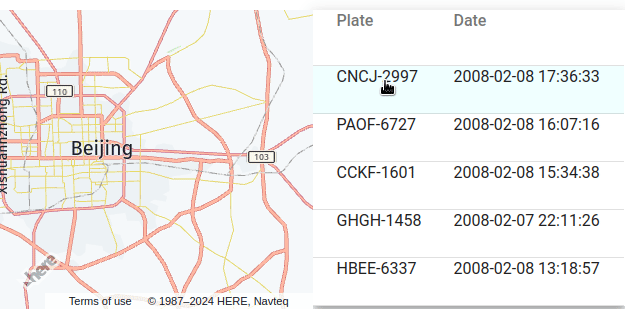 Plate Date
CNCJ-2997 2008-02-08 17:36:33
PAOF-6727 2008-02-08 16:07:16
CCKF-1601 2008-02-08 15:34:38
GHGH-1458 2008-02-07 22:11:26
HBEE-6337 2008-02-08 13:18:57
110
Beijing
103
here
Terms of use © 1987–2024 HERE, Navteq